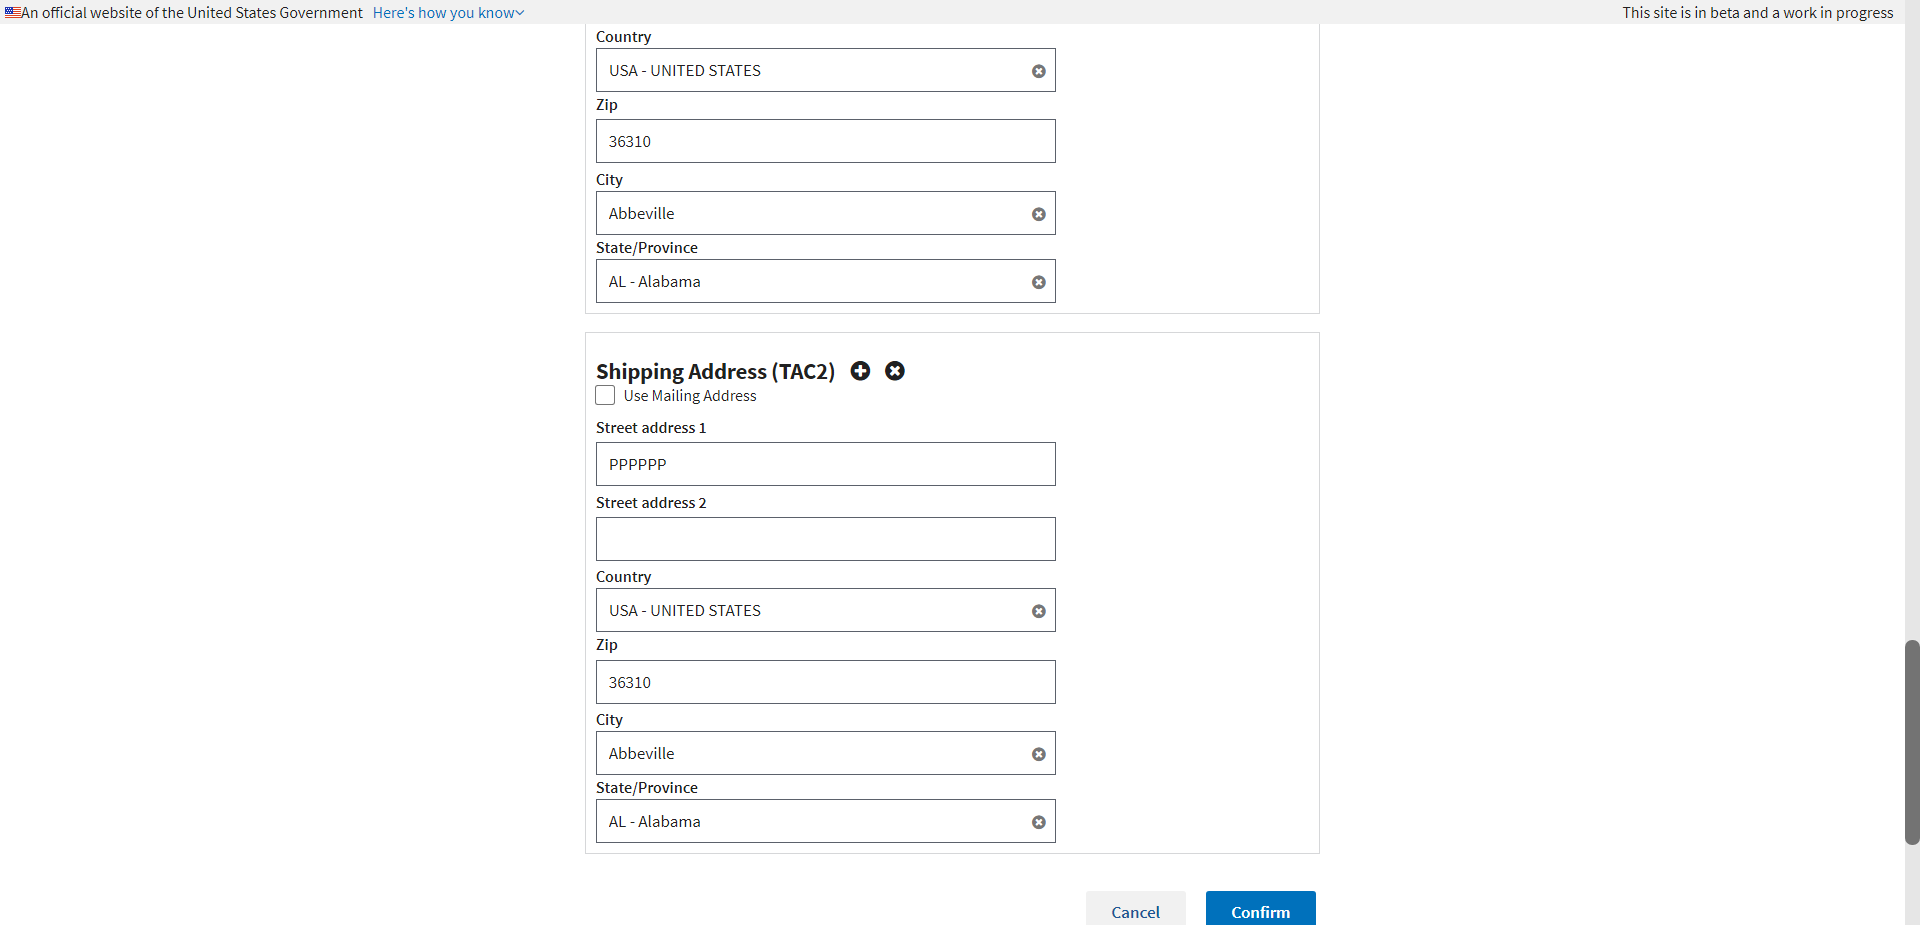 An official website of the United States Government Here's how you know
This site is in beta and a work in progress
Country
USA - UNITED STATES
Zip
36310
City
Abbeville
State/Province
AL - Alabama
Shipping Address (TAC2)
Use Mailing Address
Street address 1
PPPPPP
Street address 2
Country
USA - UNITED STATES
Zip
36310
City
Abbeville
State/Province
AL - Alabama
Cancel
Confirm